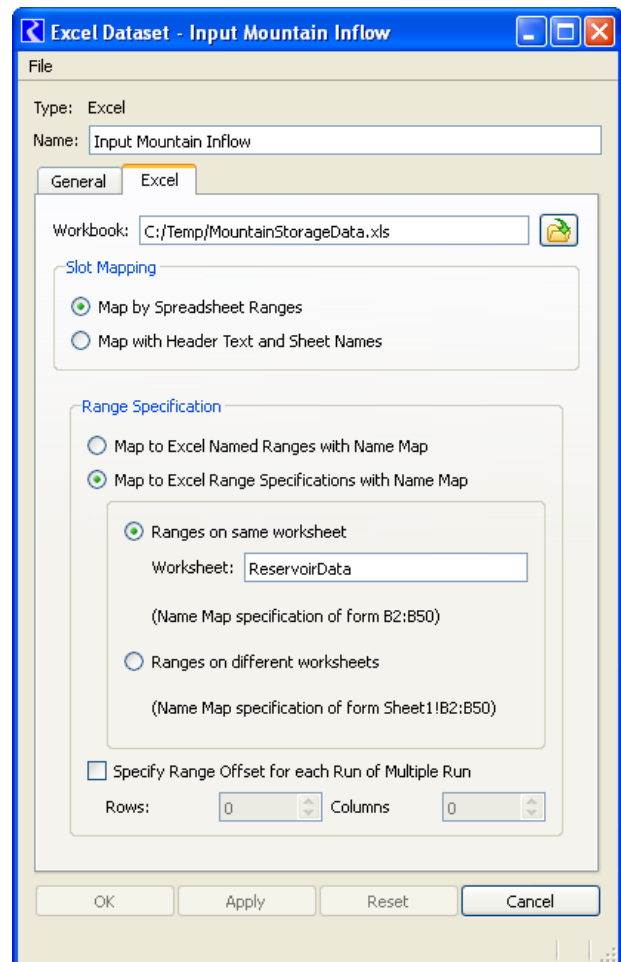 Excel Dataset - Input Mountain Inflow
File
Type: Excel
Name: Input Mountain Inflow
General Excel
Workbook: C:/Temp/MountainStorageData.xls
Slot Mapping
Map by Spreadsheet Ranges
Map with Header Text and Sheet Names
Range Specification
Map to Excel Named Ranges with Name Map
Map to Excel Range Specifications with Name Map
Ranges on same worksheet
Worksheet: ReservoirData
(Name Map specification of form B2:B50)
Ranges on different worksheets
(Name Map specification of form Sheet1!B2:B50)
Specify Range Offset for each Run of Multiple Run
Rows: 0 Columns 0
OK Apply Reset Cancel